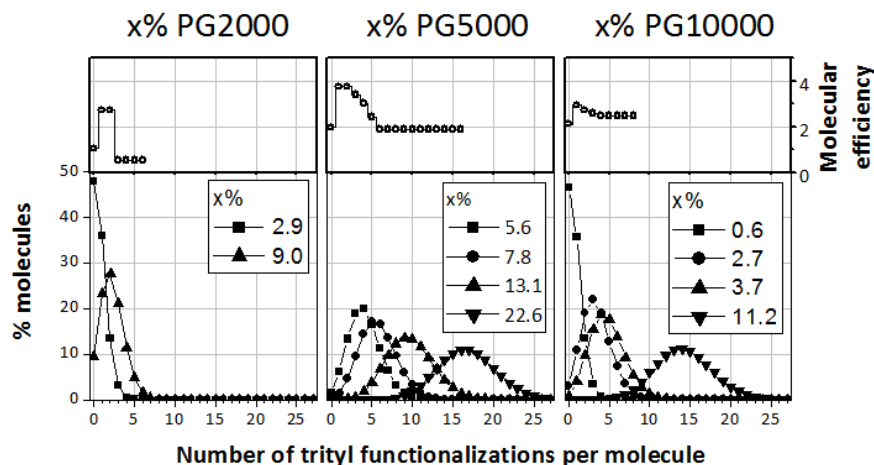 x% PG2000 x% PG5000 x% PG10000
4
2
0
Molecular
efficiency
50
40
30
20
10
0
% molecules
x%
2.9
9.0
x%
5.6
7.8
13.1
22.6
x%
0.6
2.7
3.7
11.2
0 5 10 15 20 25 0 5 10 15 20 25 0 5 10 15 20 25
Number of trityl functionalizations per molecule